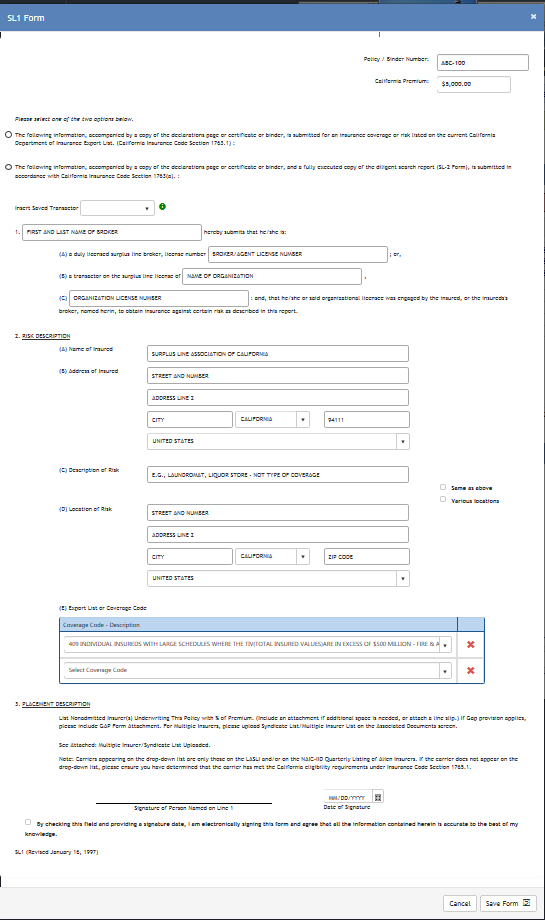 SL1 Form
×
Policy / Binder Number: ABC-100
California Premium: $5,000.00
Please select one of the two options below.
The following information, accompanied by a copy of the declarations page or certificate or binder, is submitted for an insurance coverage or risk listed on the current California
Department of Insurance Export List. (California Insurance Code Section 1763.1) ;
The following information, accompanied by a copy of the declarations page or certificate or binder, and a fully executed copy of the diligent search report (SL-2 Form), is submitted in
accordance with California Insurance Code Section 1763(a). ;
Insert Saved Transactor
1. FIRST AND LAST NAME OF BROKER hereby submits that he/she is:
(A) a duly licensed surplus line broker, license number BROKER/AGENT LICENSE NUMBER ; or,
(B) a transactor on the surplus line license of NAME OF ORGANIZATION ,
(C) ORGANIZATION LICENSE NUMBER ; and, that he/she or said organizational licensee was engaged by the insured, or the insureds's
broker, named herin, to obtain insurance against certain risk as described in this report.
2. RISK DESCRIPTION
(A) Name of Insured
SURPLUS LINE ASSOCIATION OF CALIFORNIA
(B) Address of Insured
STREET AND NUMBER
ADDRESS LINE 2
CITY CALIFORNIA 94111
UNITED STATES
(C) Description of Risk
E.G., LAUNDROMAT, LIQUOR STORE - NOT TYPE OF COVERAGE
Same as above
Various locations
(D) Location of Risk
STREET AND NUMBER
ADDRESS LINE 2
CITY CALIFORNIA ZIP CODE
UNITED STATES
(E) Export List or Coverage Code
Coverage Code - Description
409 INDIVIDUAL INSUREDS WITH LARGE SCHEDULES WHERE THE TIV(TOTAL INSURED VALUES)ARE IN EXCESS OF $500 MILLION - FIRE & A
Select Coverage Code
3. PLACEMENT DESCRIPTION
List Nonadmitted Insurer(s) Underwriting This Policy with % of Premium. (Include an attachment if additional space is needed, or attach a line slip.) If Gap provision applies,
please include GAP Form Attachment. For Multiple Insurers, please upload Syndicate List/Multiple Insurer List on the Associated Documents screen.
See Attached: Multiple Insurer/Syndicate List Uploaded.
Note: Carriers appearing on the drop-down list are only those on the LASLI and/or on the NAIC-IID Quarterly Listing of Alien Insurers. If the carrier does not appear on the
drop-down list, please ensure you have determined that the carrier has met the California eligibility requirements under Insurance Code Section 1765.1.
MM/DD/YYYY
Signature of Person Named on Line 1
Date of Signature
By checking this field and providing a signature date, I am electronically signing this form and agree that all the information contained herein is accurate to the best of my
knowledge.
SL1 (Revised January 16, 1997)
Cancel
Save Form